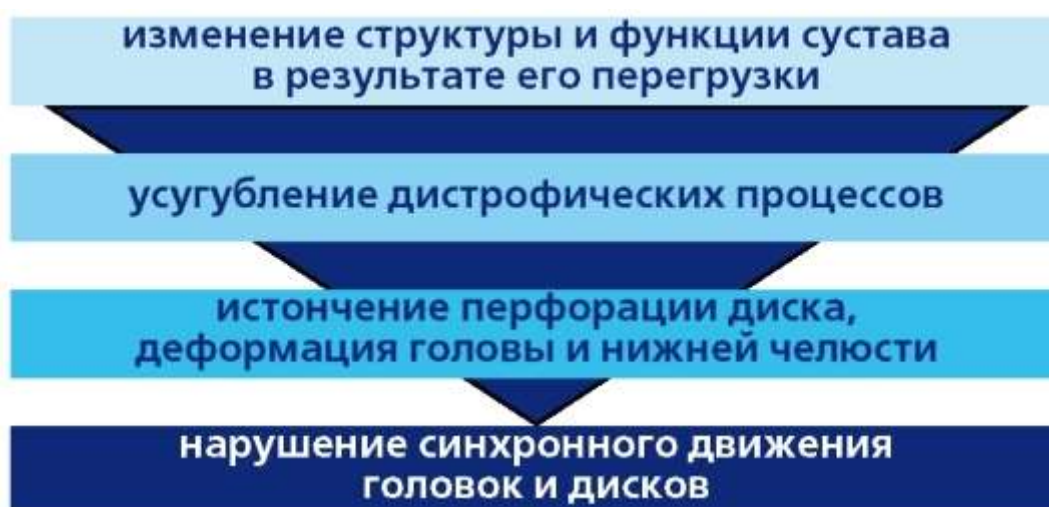 изменение структуры и функции сустава
в результате его перегрузки
усугубление дистрофических процессов
истончение перфорации диска,
деформация головы и нижней челюсти
нарушение синхронного движения
головок и дисков